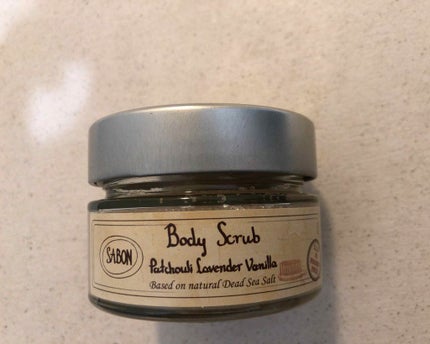 SABON
Body Scrub
Patchouli Lavender Vanilla
Based on natural Dead Sea Salt